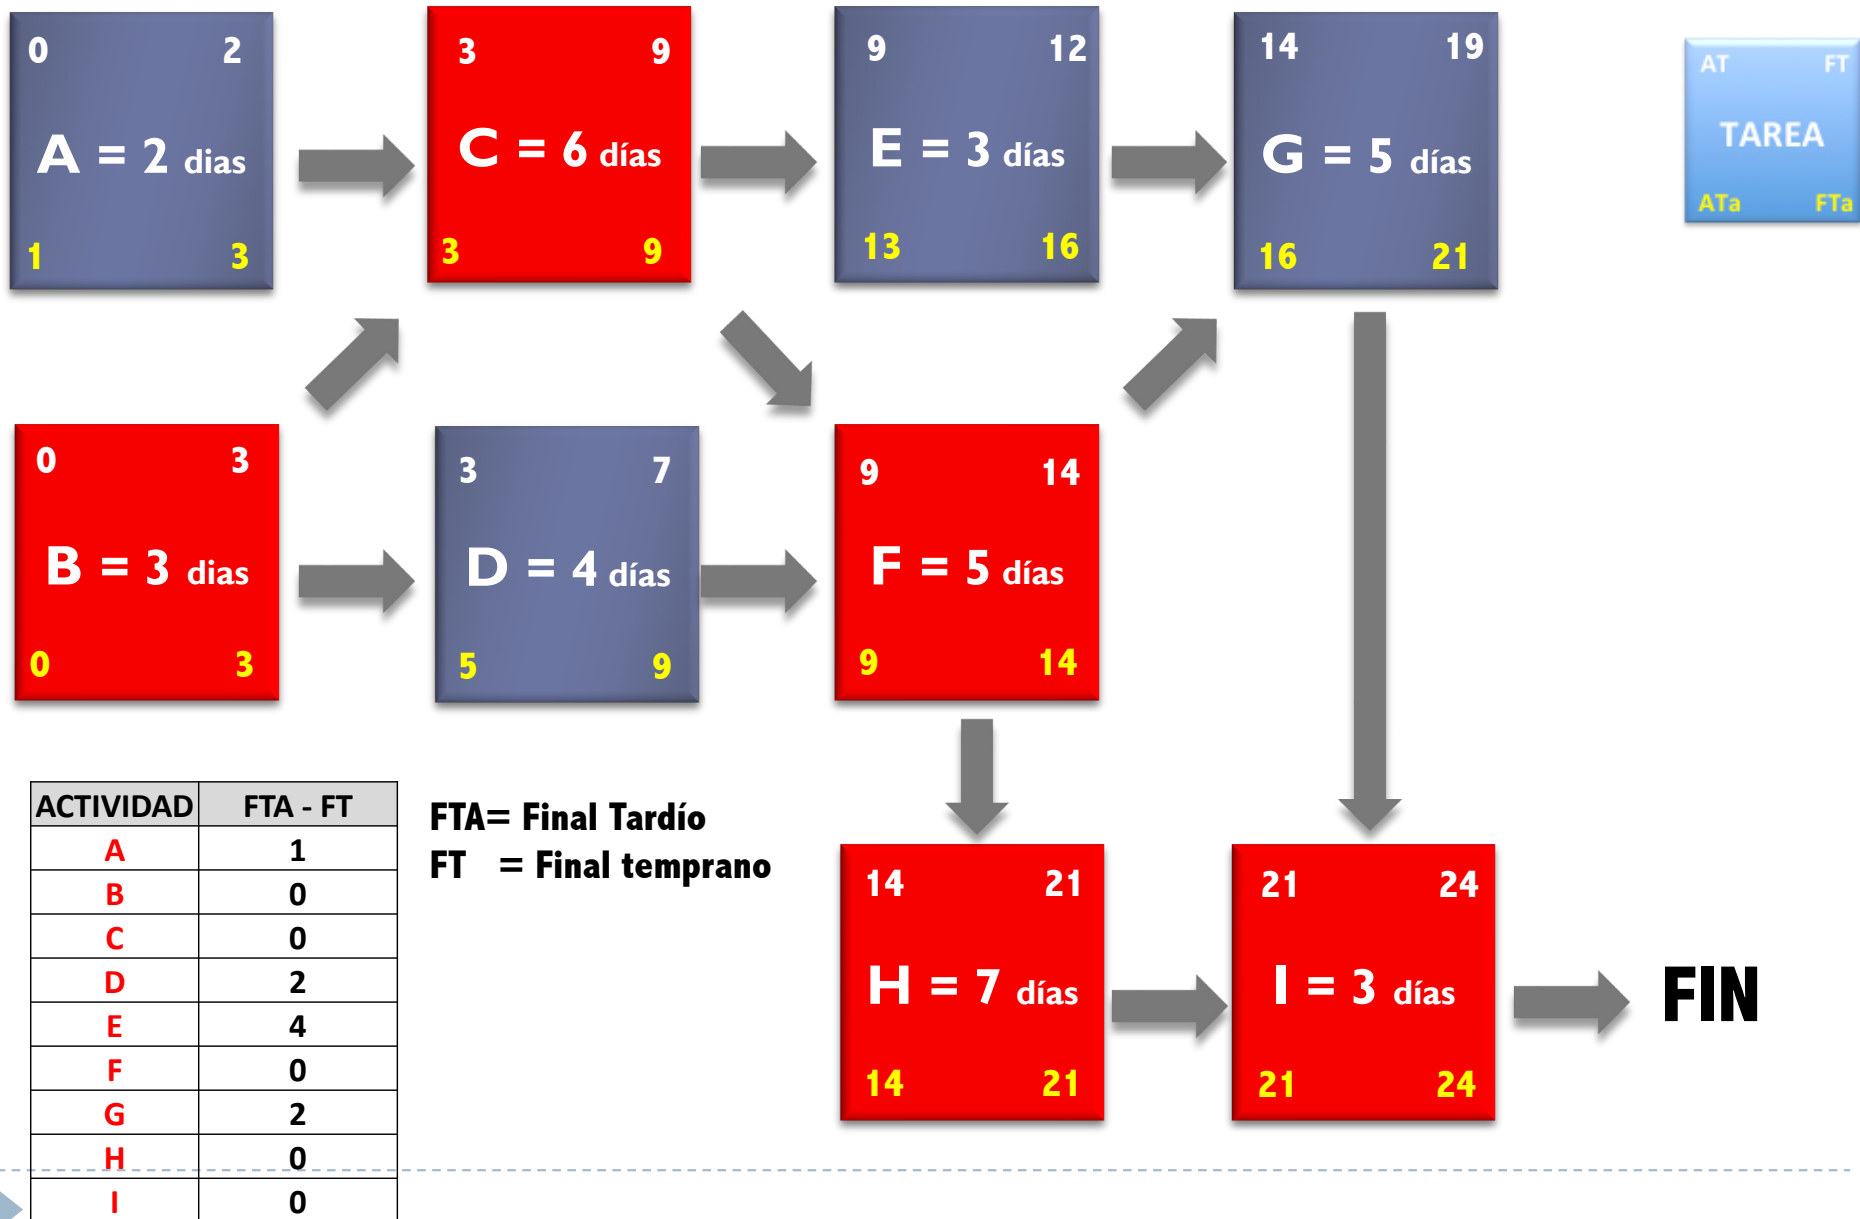 0 2
A = 2 dias
1 3
3 9
C = 6 días
3 9
9 12
E = 3 días
13 16
14 19
G = 5 días
16 21
AT FT
TAREA
ATa FTa
0 3
B = 3 dias
0 3
3 7
D = 4 días
5 9
9 14
F = 5 días
9 14
ACTIVIDAD FTA - FT
A 1
B 0
C 0
D 2
E 4
F 0
G 2
H 0
I 0
FTA= Final Tardío
FT = Final temprano
14 21
H = 7 días
14 21
21 24
I = 3 días
21 24
FIN